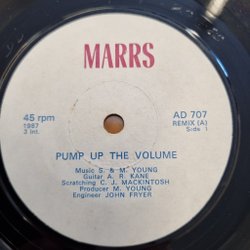 MARRS
45 rpm
1987
3 Int.
AD 707
REMIX (A)
Side 1
PUMP UP THE VOLUME
Music S. & M. YOUNG
Guitar A. R. KANE
Scratching C. J. MACKINTOSH
Producer M. YOUNG
Engineer JOHN FRYER